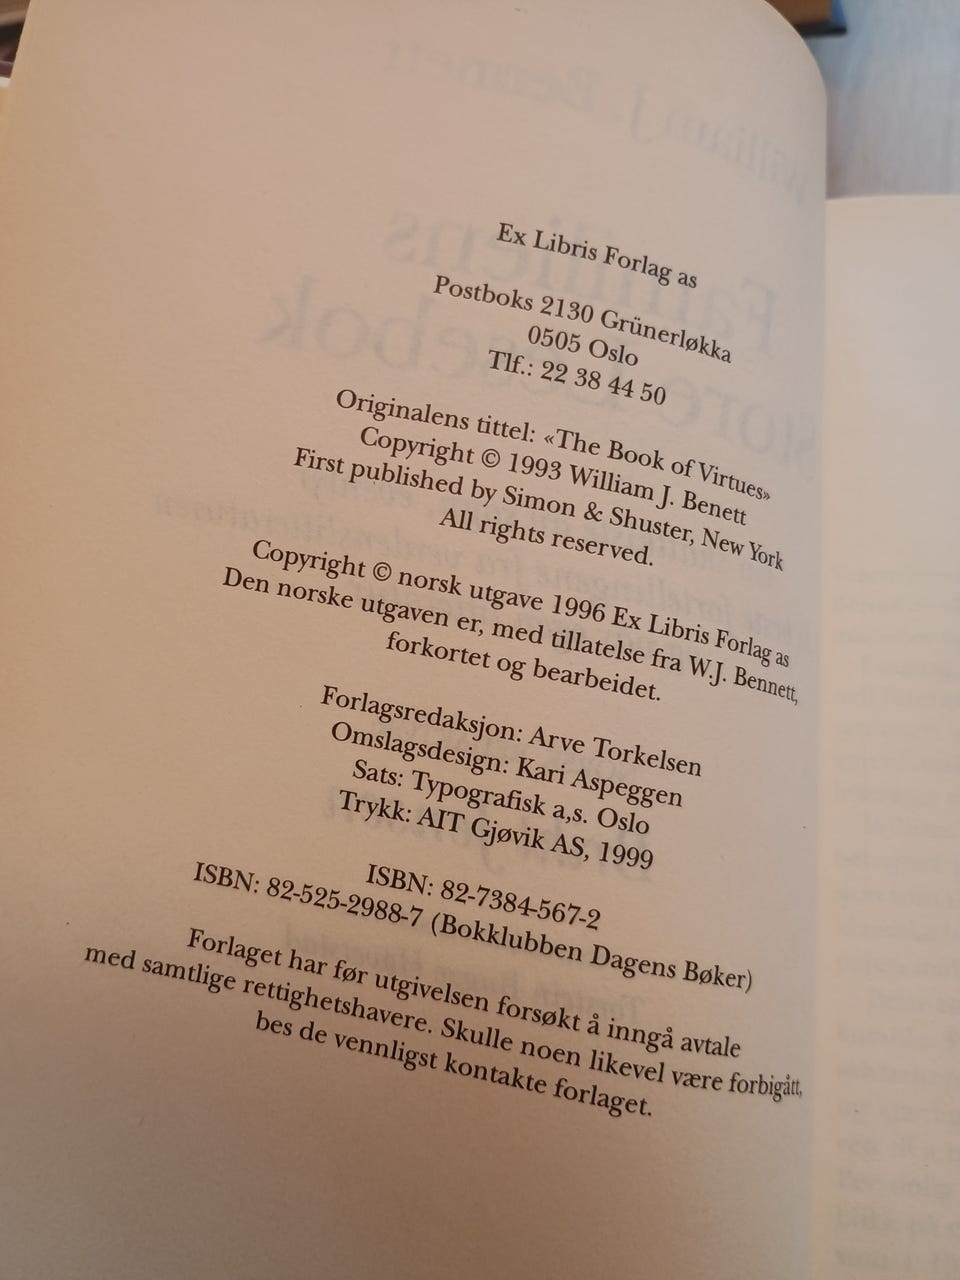 Ex Libris Forlag as
Postboks 2130 Grünerløkka
0505 Oslo
Tlf.: 22 38 44 50
Originalens tittel: «The Book of Virtues»
Copyright © 1993 William J. Benett
First published by Simon & Shuster, New York
All rights reserved.
Copyright © norsk utgave 1996 Ex Libris Forlag as
Den norske utgaven er, med tillatelse fra W.J. Bennett,
forkortet og bearbeidet.
Forlagsredaksjon: Arve Torkelsen
Omslagsdesign: Kari Aspeggen
Sats: Typografisk a,s. Oslo
Trykk: AIT Gjøvik AS, 1999
ISBN: 82-7384-567-2
ISBN: 82-525-2988-7 (Bokklubben Dagens Bøker)
Forlaget har før utgivelsen forsøkt å inngå avtale
med samtlige rettighetshavere. Skulle noen likevel være forbigått,
bes de vennligst kontakte forlaget.